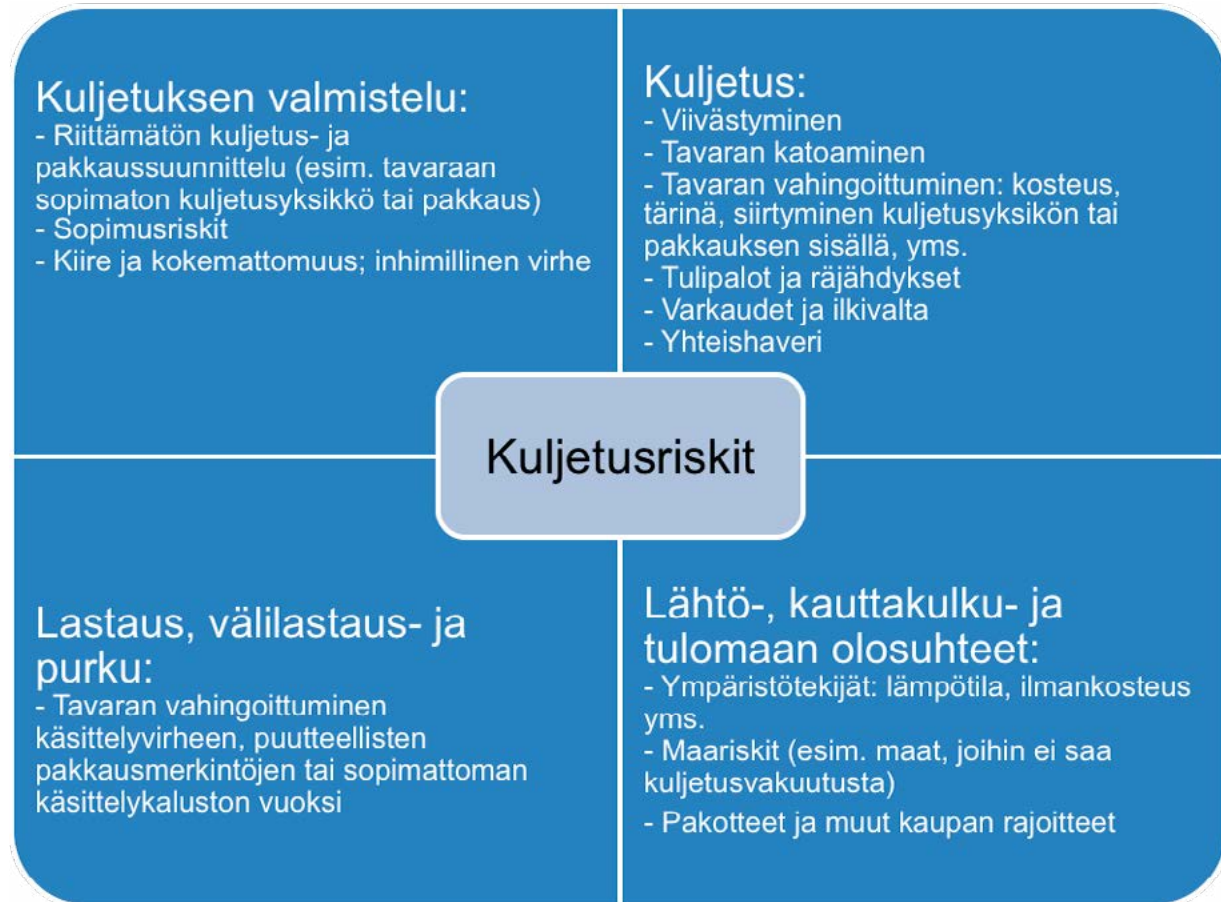 Kuljetuksen valmistelu:
- Riittämätön kuljetus- ja
pakkaussuunnittelu (esim. tavaraan
sopimaton kuljetusyksikkö tai pakkaus)
- Sopimusriskit
- Kiire ja kokemattomuus; inhimillinen virhe
Kuljetus:
- Viivästyminen
- Tavaran katoaminen
- Tavaran vahingoittuminen: kosteus,
tärinä, siirtyminen kuljetusyksikön tai
pakkauksen sisällä, yms.
- Tulipalot ja räjähdykset
- Varkaudet ja ilkivalta
- Yhteishaveri
Kuljetusriskit
Lastaus, välilastaus- ja
purku:
- Tavaran vahingoittuminen
käsittelyvirheen, puutteellisten
pakkausmerkintöjen tai sopimattoman
käsittelykaluston vuoksi
Lähtö-, kauttakulku- ja
tulomaan olosuhteet:
- Ympäristötekijät: lämpötila, ilmankosteus
yms.
- Maariskit (esim. maat, joihin ei saa
kuljetusvakuutusta)
- Pakotteet ja muut kaupan rajoitteet